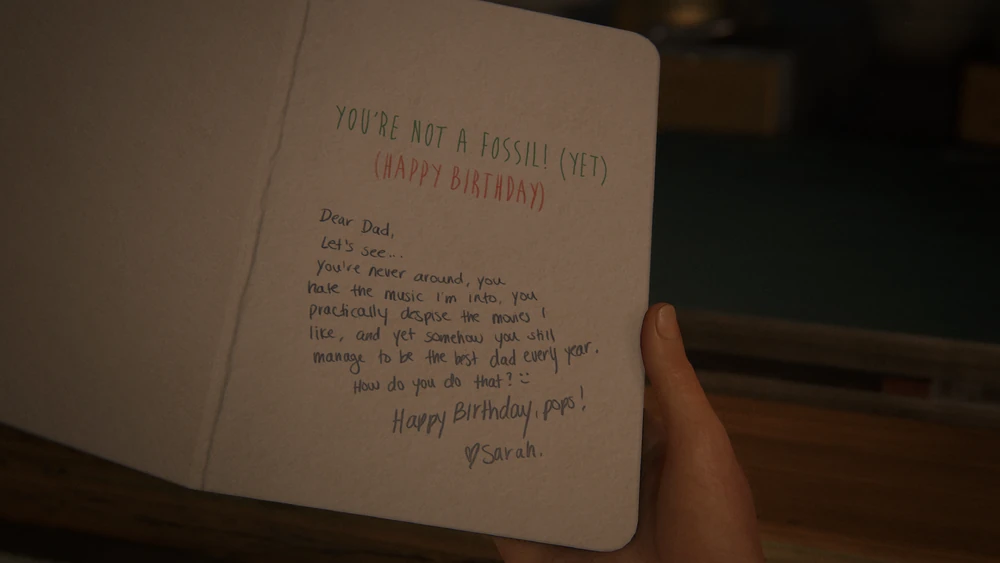 YOU'RE NOT A FOSSIL! (YET)
(HAPPY BIRTHDAY)
Dear Dad,
Let's see...
You're never around, you
hate the music I'm into, you
practically despise the movies I
like, and yet somehow you still
manage to be the best dad every year.
How do you do that? :)
Happy Birthday, pops!
♡ Sarah.